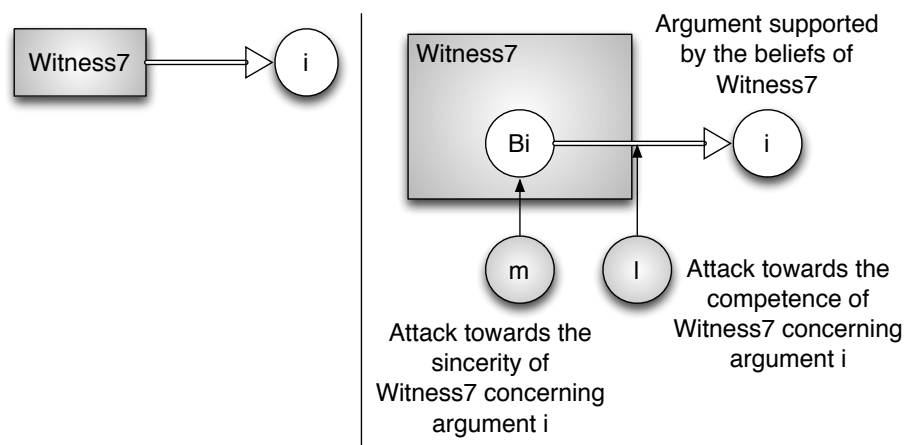 Witness7
i
Argument supported
by the beliefs of
Witness7
Witness7
Bi
i
m
l
Attack towards the
competence of
Witness7 concerning
argument i
Attack towards the
sincerity of
Witness7 concerning
argument i